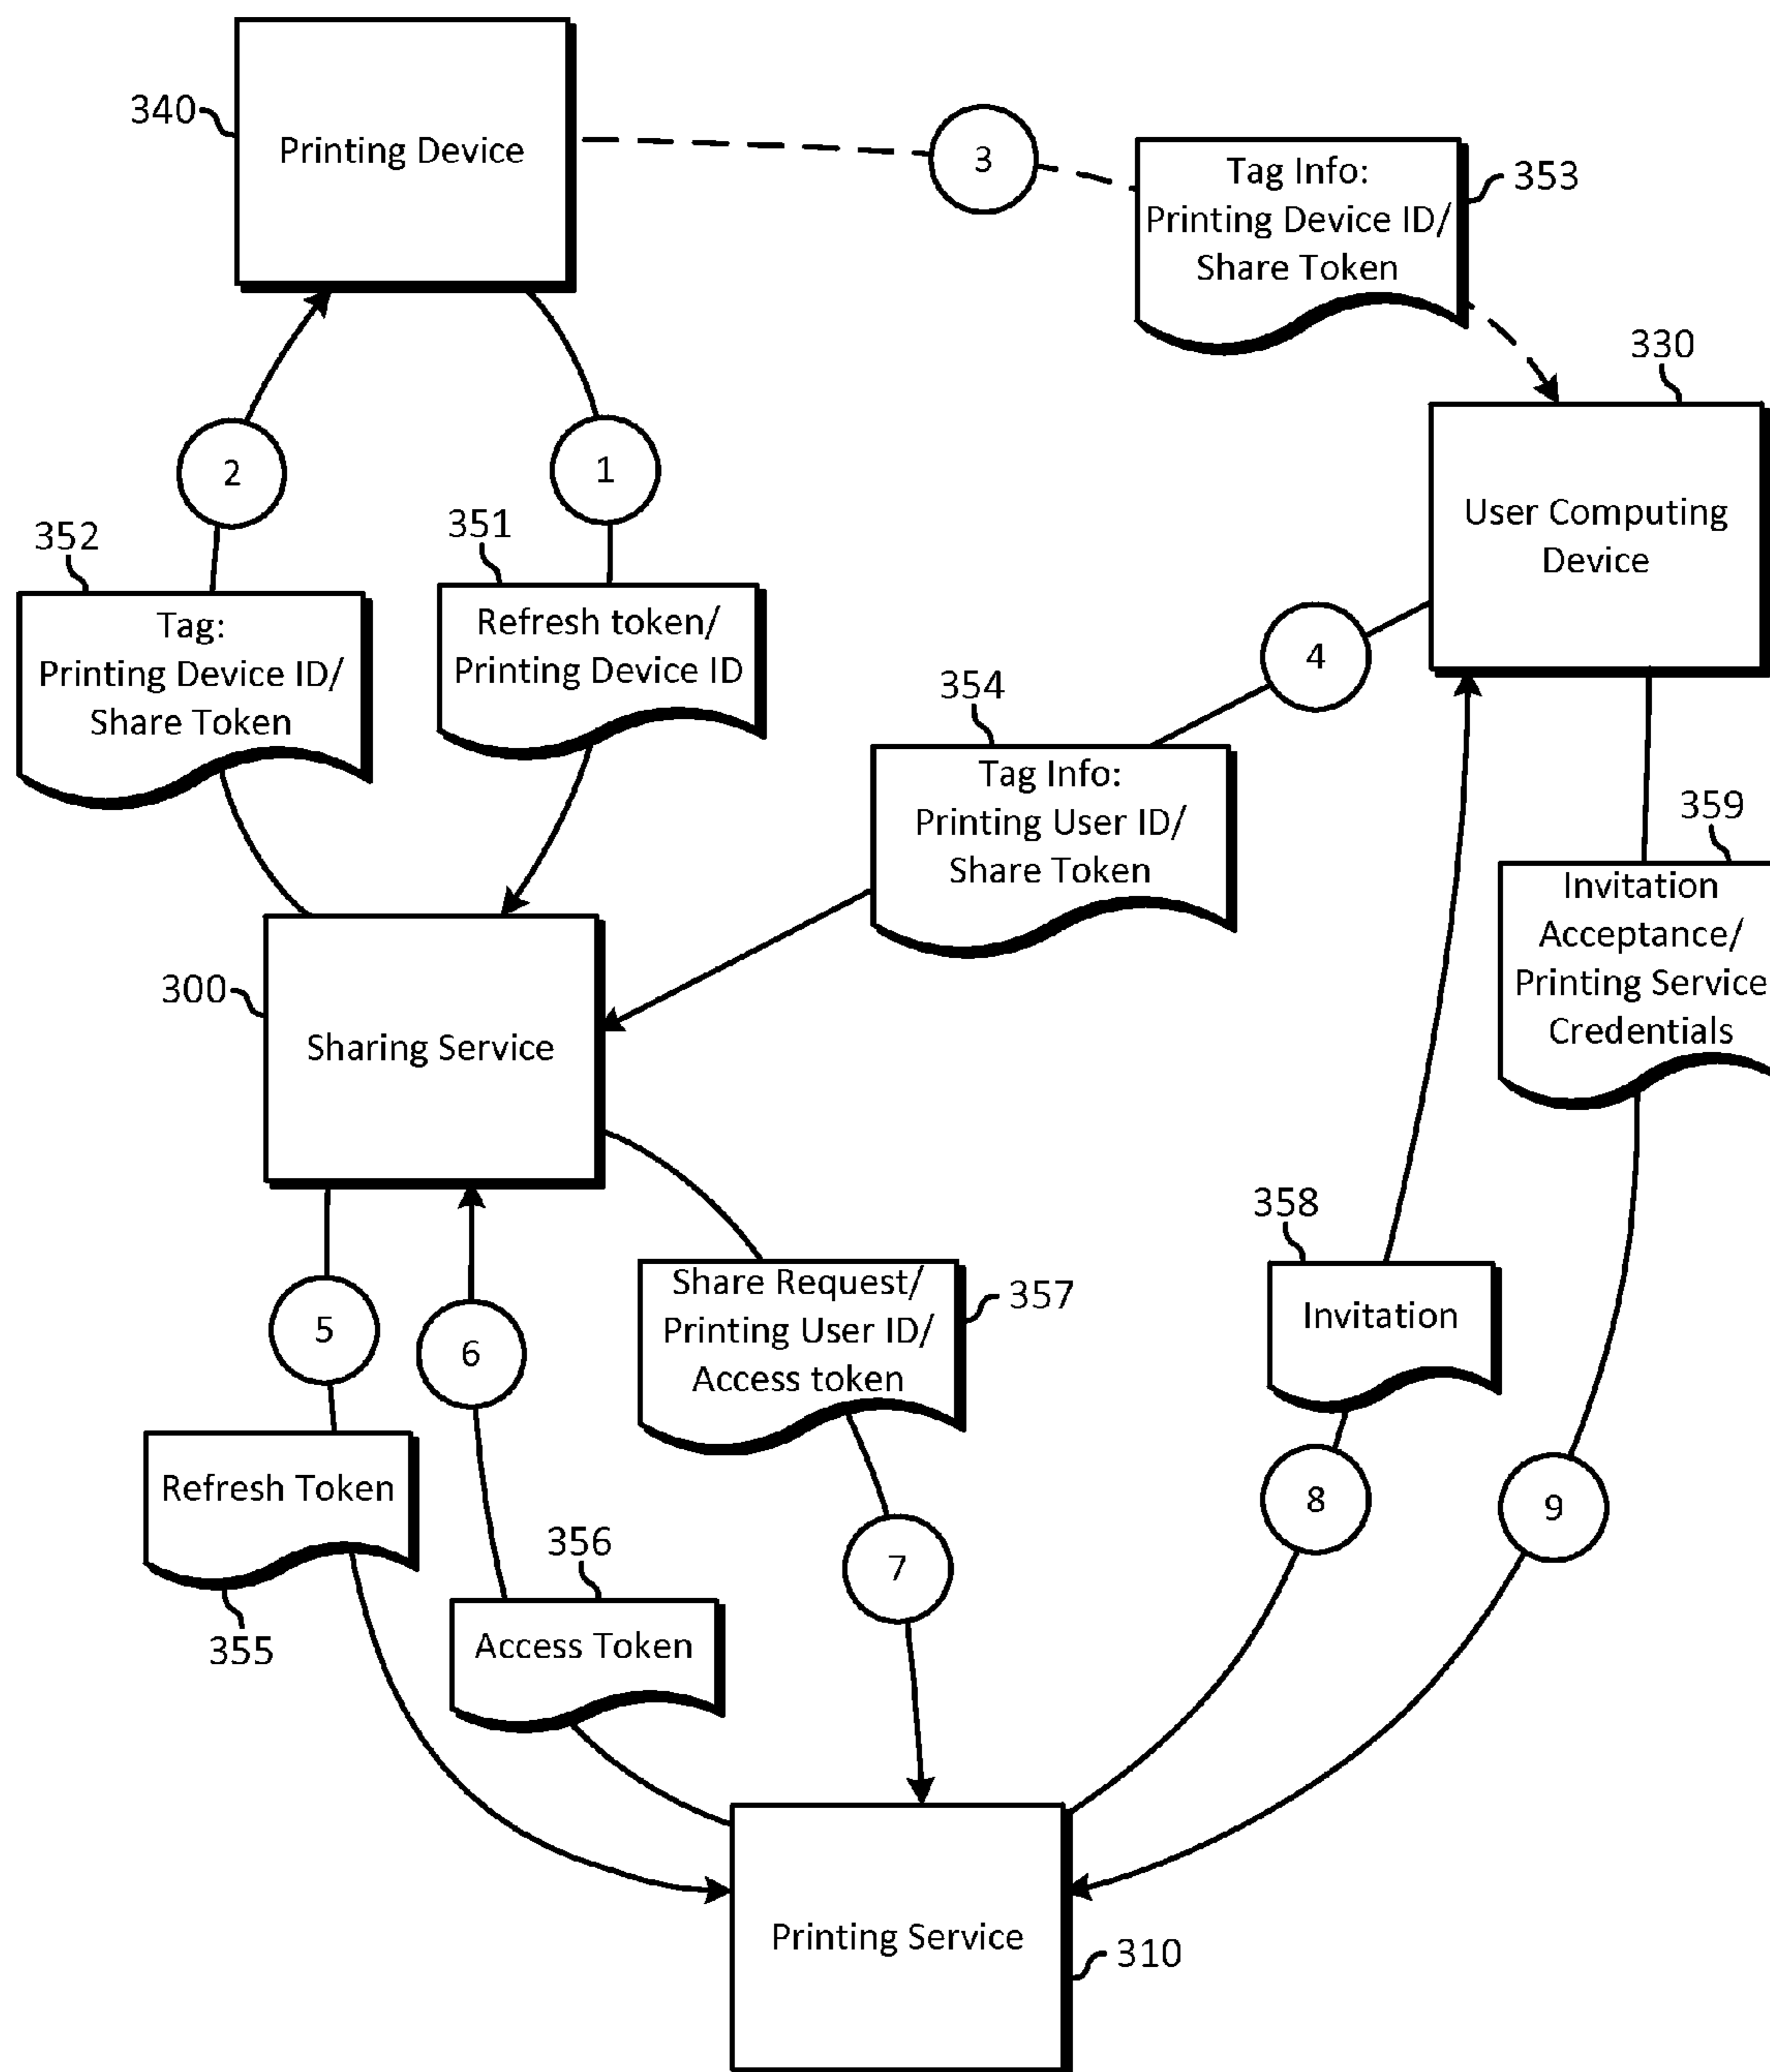 340
Printing Device
3
Tag Info:
Printing Device ID/
Share Token
353
330
User Computing
Device
2
1
352
Tag:
Printing Device ID/
Share Token
351
Refresh token/
Printing Device ID
4
354
Tag Info:
Printing User ID/
Share Token
359
Invitation
Acceptance/
Printing Service
Credentials
300
Sharing Service
5
6
Share Request/
Printing User ID/
Access token
357
358
Invitation
Refresh Token
355
356
Access Token
7
8
9
Printing Service
310